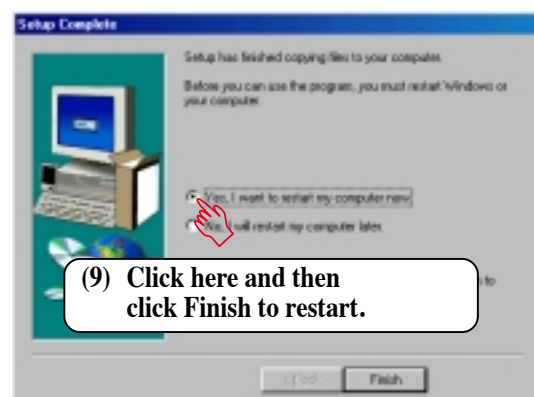 Setup Complete
Setup has finished copying files to your computer.
Before you can use the program, you must restart Windows or
your computer.
Yes, I want to restart my computer now.
No, I will restart my computer later.
to
(9) Click here and then
click Finish to restart.
< Back
Finish